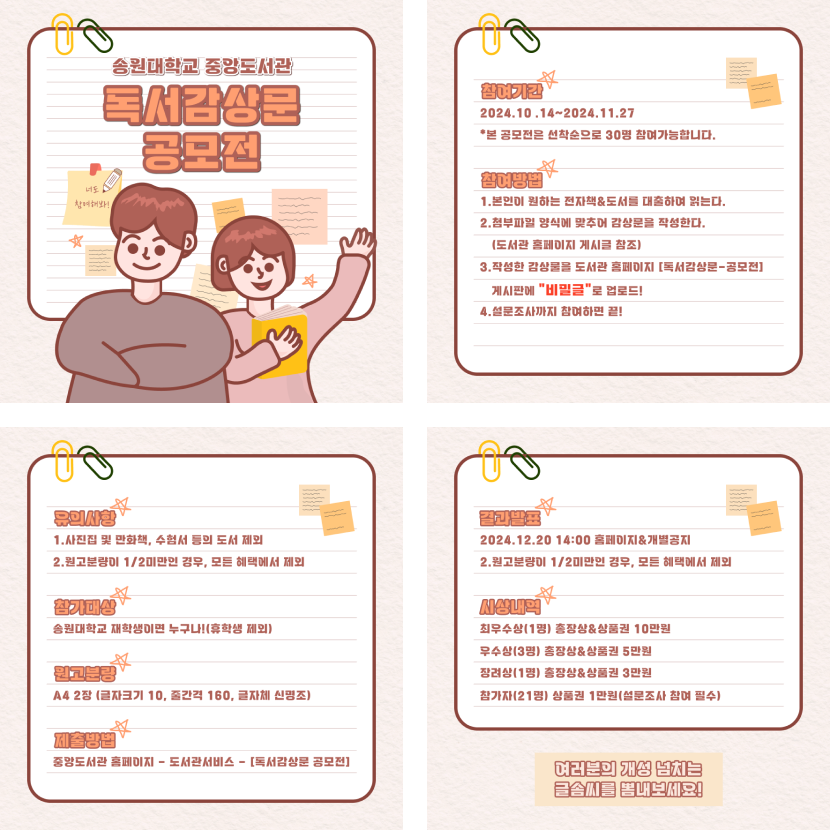 송원대학교 중앙도서관
독서감상문
공모전
너도
함께해봐!
참여기간
2024.10 .14~2024.11.27
*본 공모전은 선착순으로 30명 참여가능합니다.
참여방법
1.본인이 원하는 전자책&도서를 대출하여 읽는다.
2.첨부파일 양식에 맞추어 감상문을 작성한다.
(도서관 홈페이지 게시글 참조)
3.작성한 감상물을 도서관 홈페이지 [독서감상문-공모전]
게시판에 "비밀글"로 업로드!
4.설문조사까지 참여하면 끝!
유의사항
1.사진집 및 만화책, 수험서 등의 도서 제외
2.원고분량이 1/2미만인 경우, 모든 혜택에서 제외
참가대상
송원대학교 재학생이면 누구나!(휴학생 제외)
원고분량
A4 2장 (글자크기 10, 줄간격 160, 글자체 신명조)
제출방법
중앙도서관 홈페이지 - 도서관서비스 - [독서감상문 공모전]
결과발표
2024.12.20 14:00 홈페이지&개별공지
2.원고분량이 1/2미만인 경우, 모든 혜택에서 제외
시상내역
최우수상(1명) 총장상&상품권 10만원
우수상(3명) 총장상&상품권 5만원
장려상(1명) 총장상&상품권 3만원
참가자(21명) 상품권 1만원(설문조사 참여 필수)
여러분의 개성 넘치는
글솜씨를 뽐내보세요!